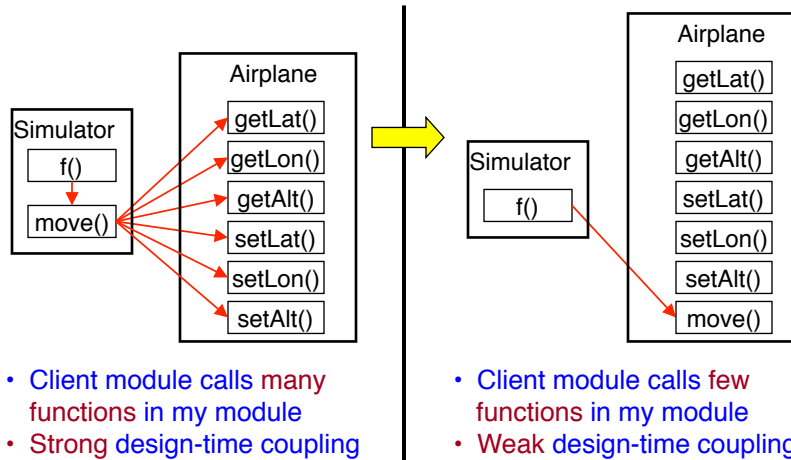 Airplane
getLat()
getLon()
getAlt()
setLat()
setLon()
setAlt()
Simulator
f()
move()
• Client module calls many
functions in my module
• Strong design-time coupling
Airplane
getLat()
getLon()
getAlt()
setLat()
setLon()
setAlt()
move()
Simulator
f()
• Client module calls few
functions in my module
• Weak design-time coupling